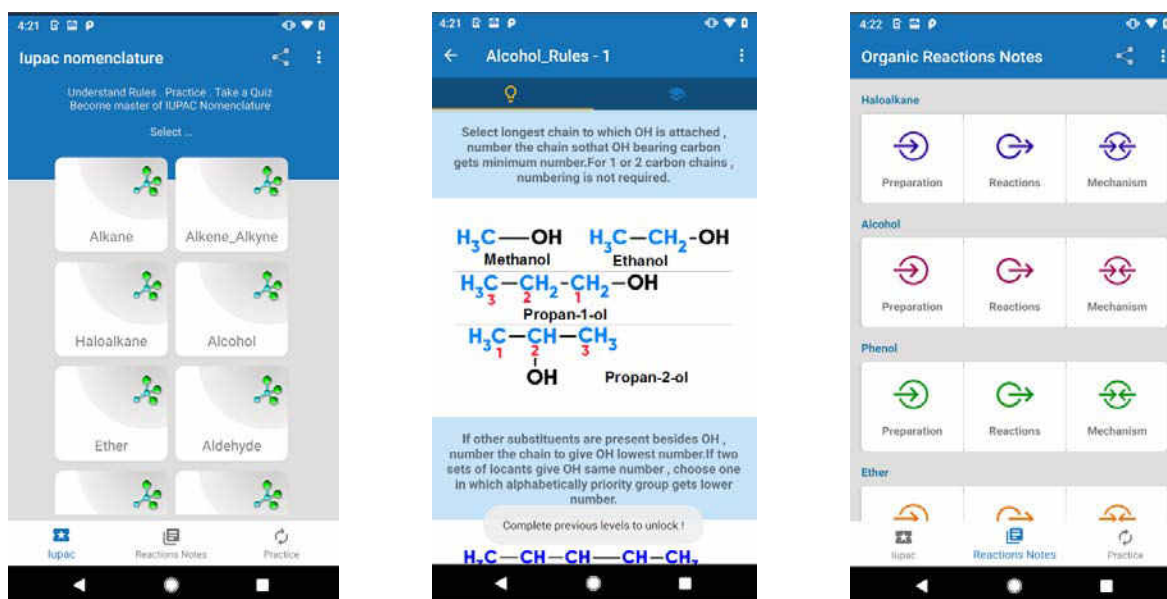 4:21
Iupac nomenclature
Understand Rules . Practice . Take a Quiz
Become master of IUPAC Nomenclature
Select ...
Alkane
Alkene_Alkyne
Haloalkane
Alcohol
Ether
Aldehyde
Iupac
Reactions Notes
Practice
4:21
Alcohol_Rules - 1
Select longest chain to which OH is attached ,
number the chain sothat OH bearing carbon
gets minimum number.For 1 or 2 carbon chains ,
numbering is not required.
H₃C—OH H₃C—CH₂-OH
Methanol Ethanol
H₃C—CH₂-CH₂—OH
3 2 1
Propan-1-ol
H₃C—CH—CH₃
1 2 3
OH Propan-2-ol
If other substituents are present besides OH ,
number the chain to give OH lowest number.If two
sets of locants give OH same number , choose one
in which alphabetically priority group gets lower
number.
Complete previous levels to unlock !
H₃C—CH—CH—CH—CH₃
4:22
Organic Reactions Notes
Haloalkane
Preparation
Reactions
Mechanism
Alcohol
Preparation
Reactions
Mechanism
Phenol
Preparation
Reactions
Mechanism
Ether
Iupac
Reactions Notes
Practice